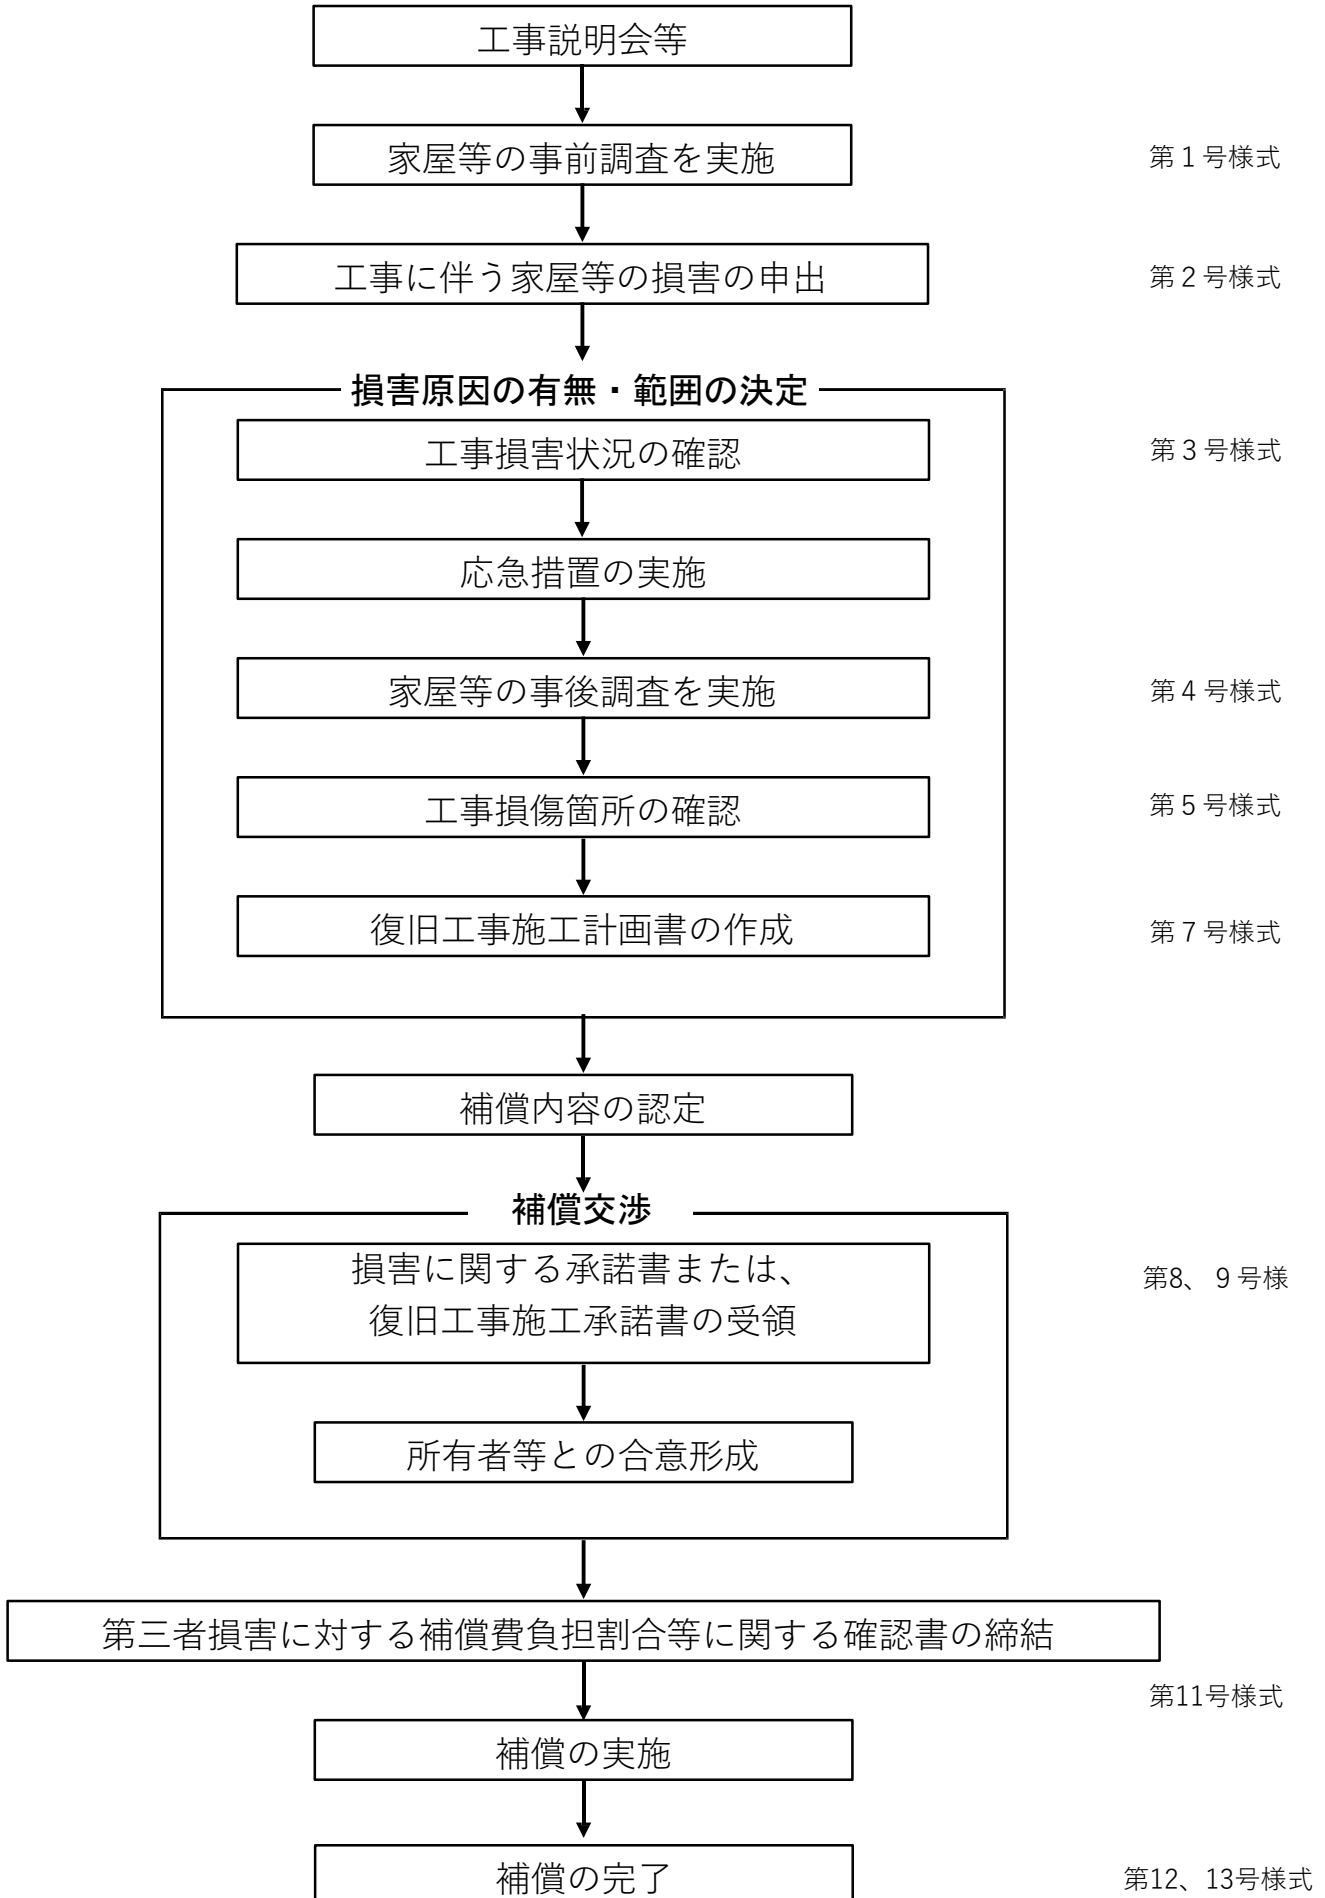 工事説明会等
家屋等の事前調査を実施
第１号様式
工事に伴う家屋等の損害の申出
第２号様式
損害原因の有無・範囲の決定
工事損害状況の確認
第３号様式
応急措置の実施
家屋等の事後調査を実施
第４号様式
工事損傷箇所の確認
第５号様式
復旧工事施工計画書の作成
第７号様式
補償内容の認定
補償交渉
損害に関する承諾書または、
復旧工事施工承諾書の受領
第8、９号様
所有者等との合意形成
第三者損害に対する補償費負担割合等に関する確認書の締結
第11号様式
補償の実施
補償の完了
第12、13号様式